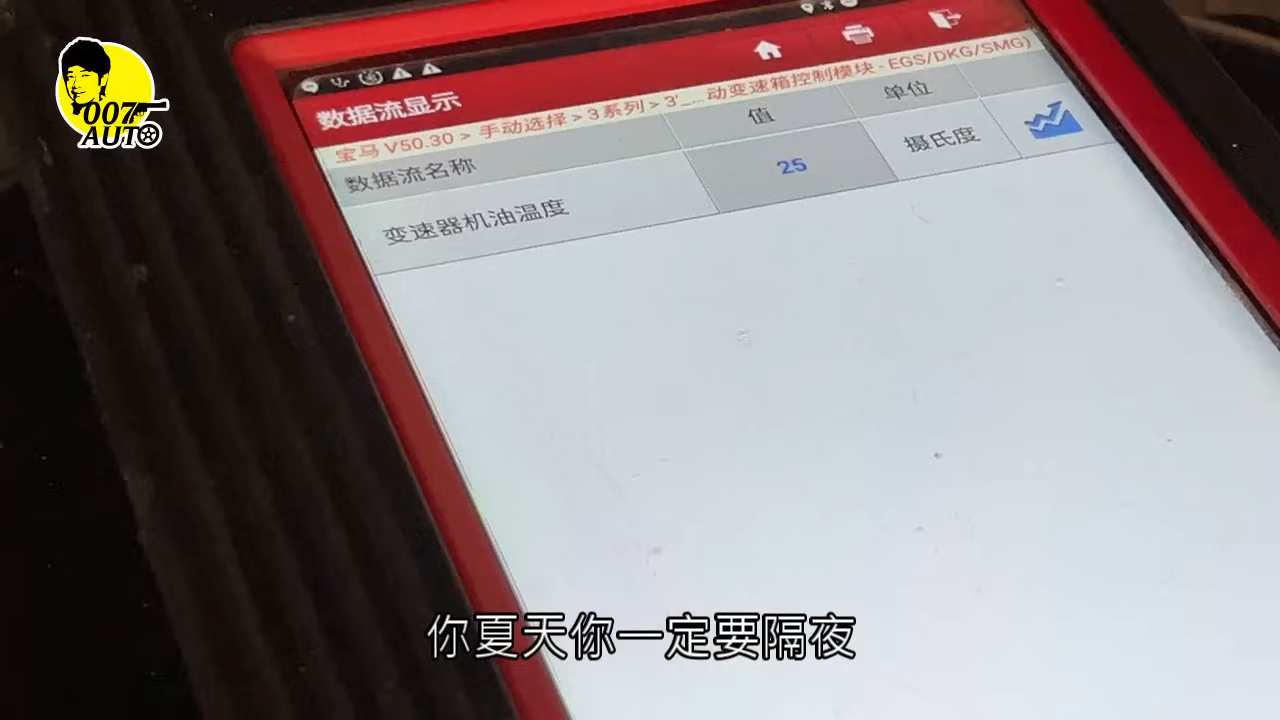 007
AUTO
数据流显示
宝马 V50.30 > 手动选择 > 3 系列 > 3'_... 动变速箱控制模块 - EGS/DKG/SMG)
数据流名称 值 单位
变速器机油温度 25 摄氏度
你夏天你一定要隔夜